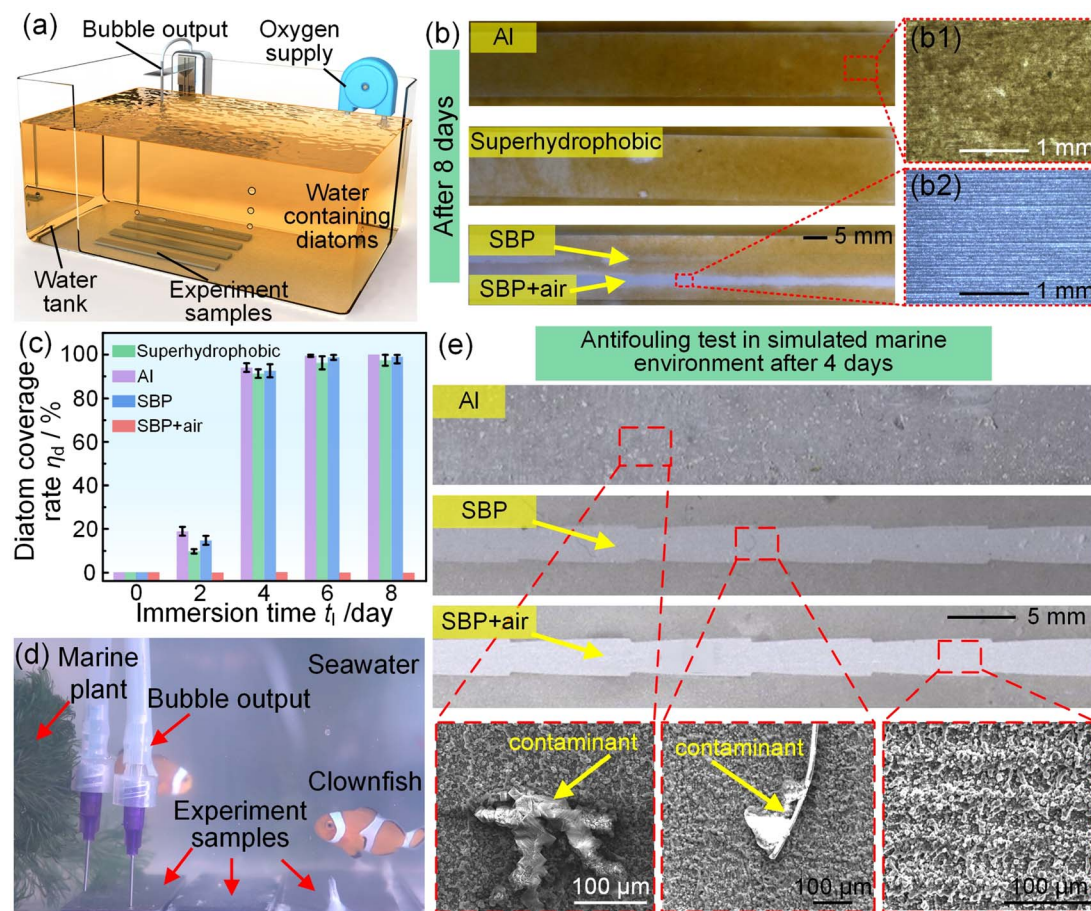 (a)
Bubble output
Oxygen
supply
Water
containing
diatoms
Water
tank
Experiment
samples
(b)
After 8 days
Al
Superhydrophobic
5 mm
SBP
SBP+air
(b1)
1 mm
(b2)
1 mm
(c)
Diatom coverage
rate ηd / %
100
80
60
40
20
0
Superhydrophobic
Al
SBP
SBP+air
0 2 4 6 8
Immersion time tI /day
(d)
Marine
plant
Seawater
Bubble output
Clownfish
Experiment
samples
(e)
Antifouling test in simulated marine
environment after 4 days
Al
SBP
SBP+air
5 mm
contaminant
100 μm
contaminant
100 μm
100 μm